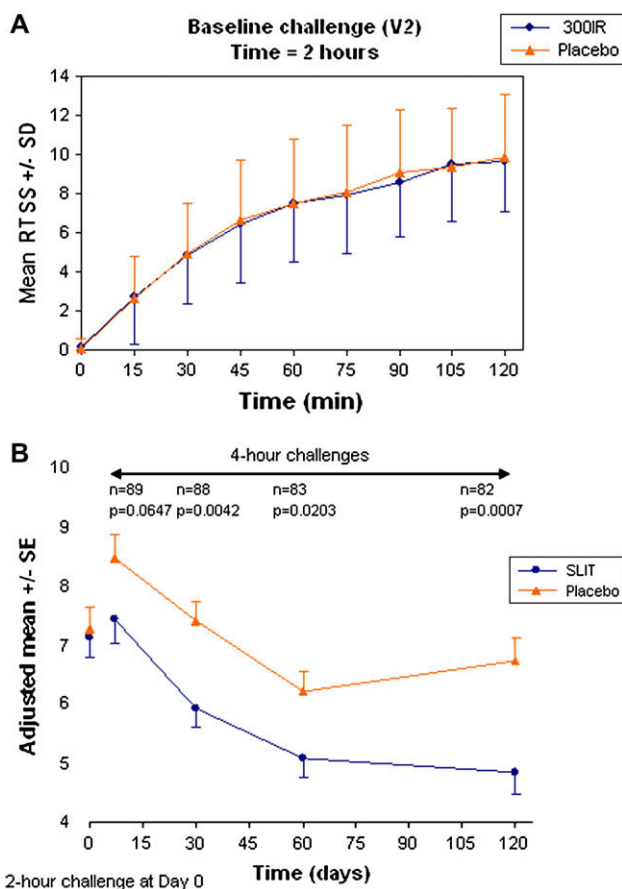 A
Baseline challenge (V2)
Time = 2 hours
300IR
Placebo
Mean RTSS +/- SD
14
12
10
8
6
4
2
0
0 15 30 45 60 75 90 105 120
Time (min)
B
4-hour challenges
n=89 n=88 n=83 n=82
p=0.0647 p=0.0042 p=0.0203 p=0.0007
SLIT
Placebo
Adjusted mean +/- SE
10
9
8
7
6
5
4
0 15 30 45 60 75 90 105 120
Time (days)
2-hour challenge at Day 0